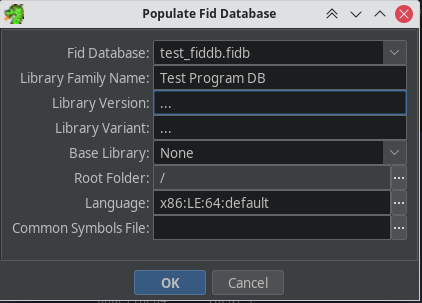 Populate Fid Database
Fid Database: test_fiddb.fidb
Library Family Name: Test Program DB
Library Version: ...
Library Variant: ...
Base Library: None
Root Folder: / ...
Language: x86:LE:64:default ...
Common Symbols File: ...
OK Cancel